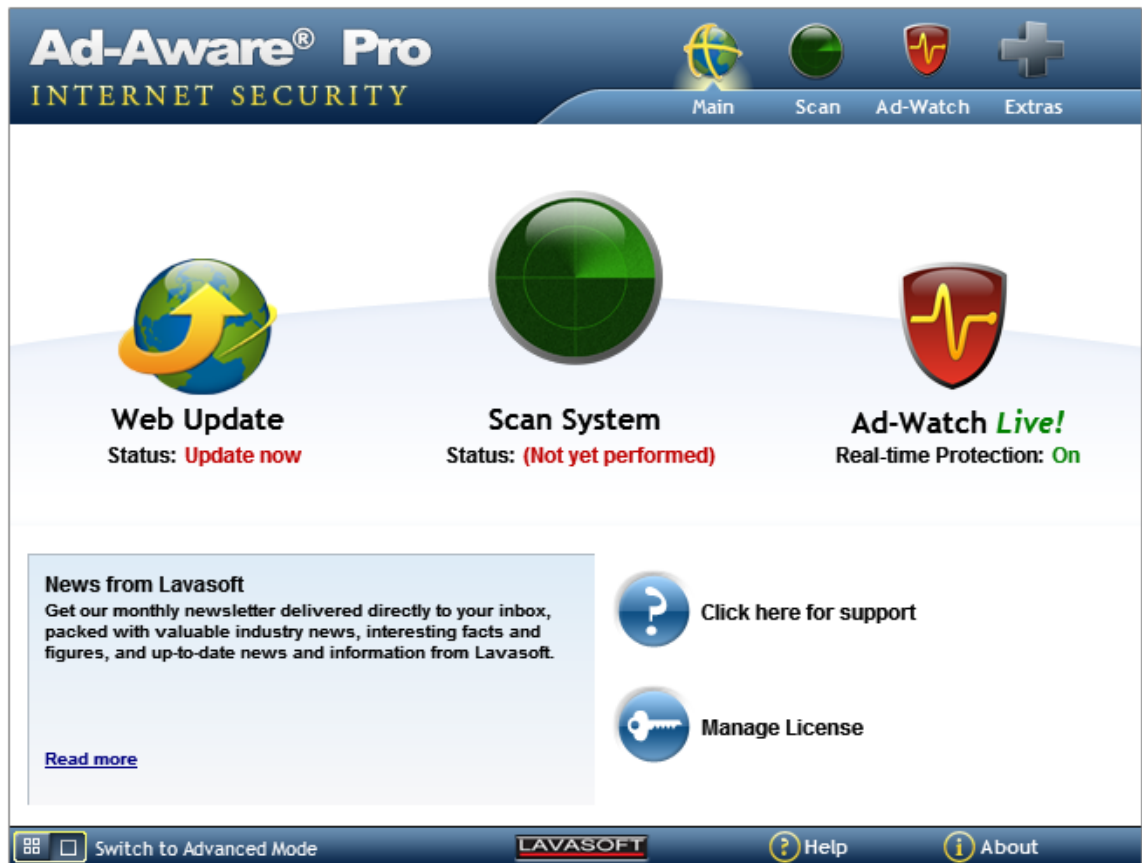 Ad-Aware® Pro
INTERNET SECURITY
Main Scan Ad-Watch Extras
Web Update
Status: Update now
Scan System
Status: (Not yet performed)
Ad-Watch Live!
Real-time Protection: On
News from Lavasoft
Get our monthly newsletter delivered directly to your inbox,
packed with valuable industry news, interesting facts and
figures, and up-to-date news and information from Lavasoft.
Read more
Click here for support
Manage License
Switch to Advanced Mode
LAVASOFT
Help
About